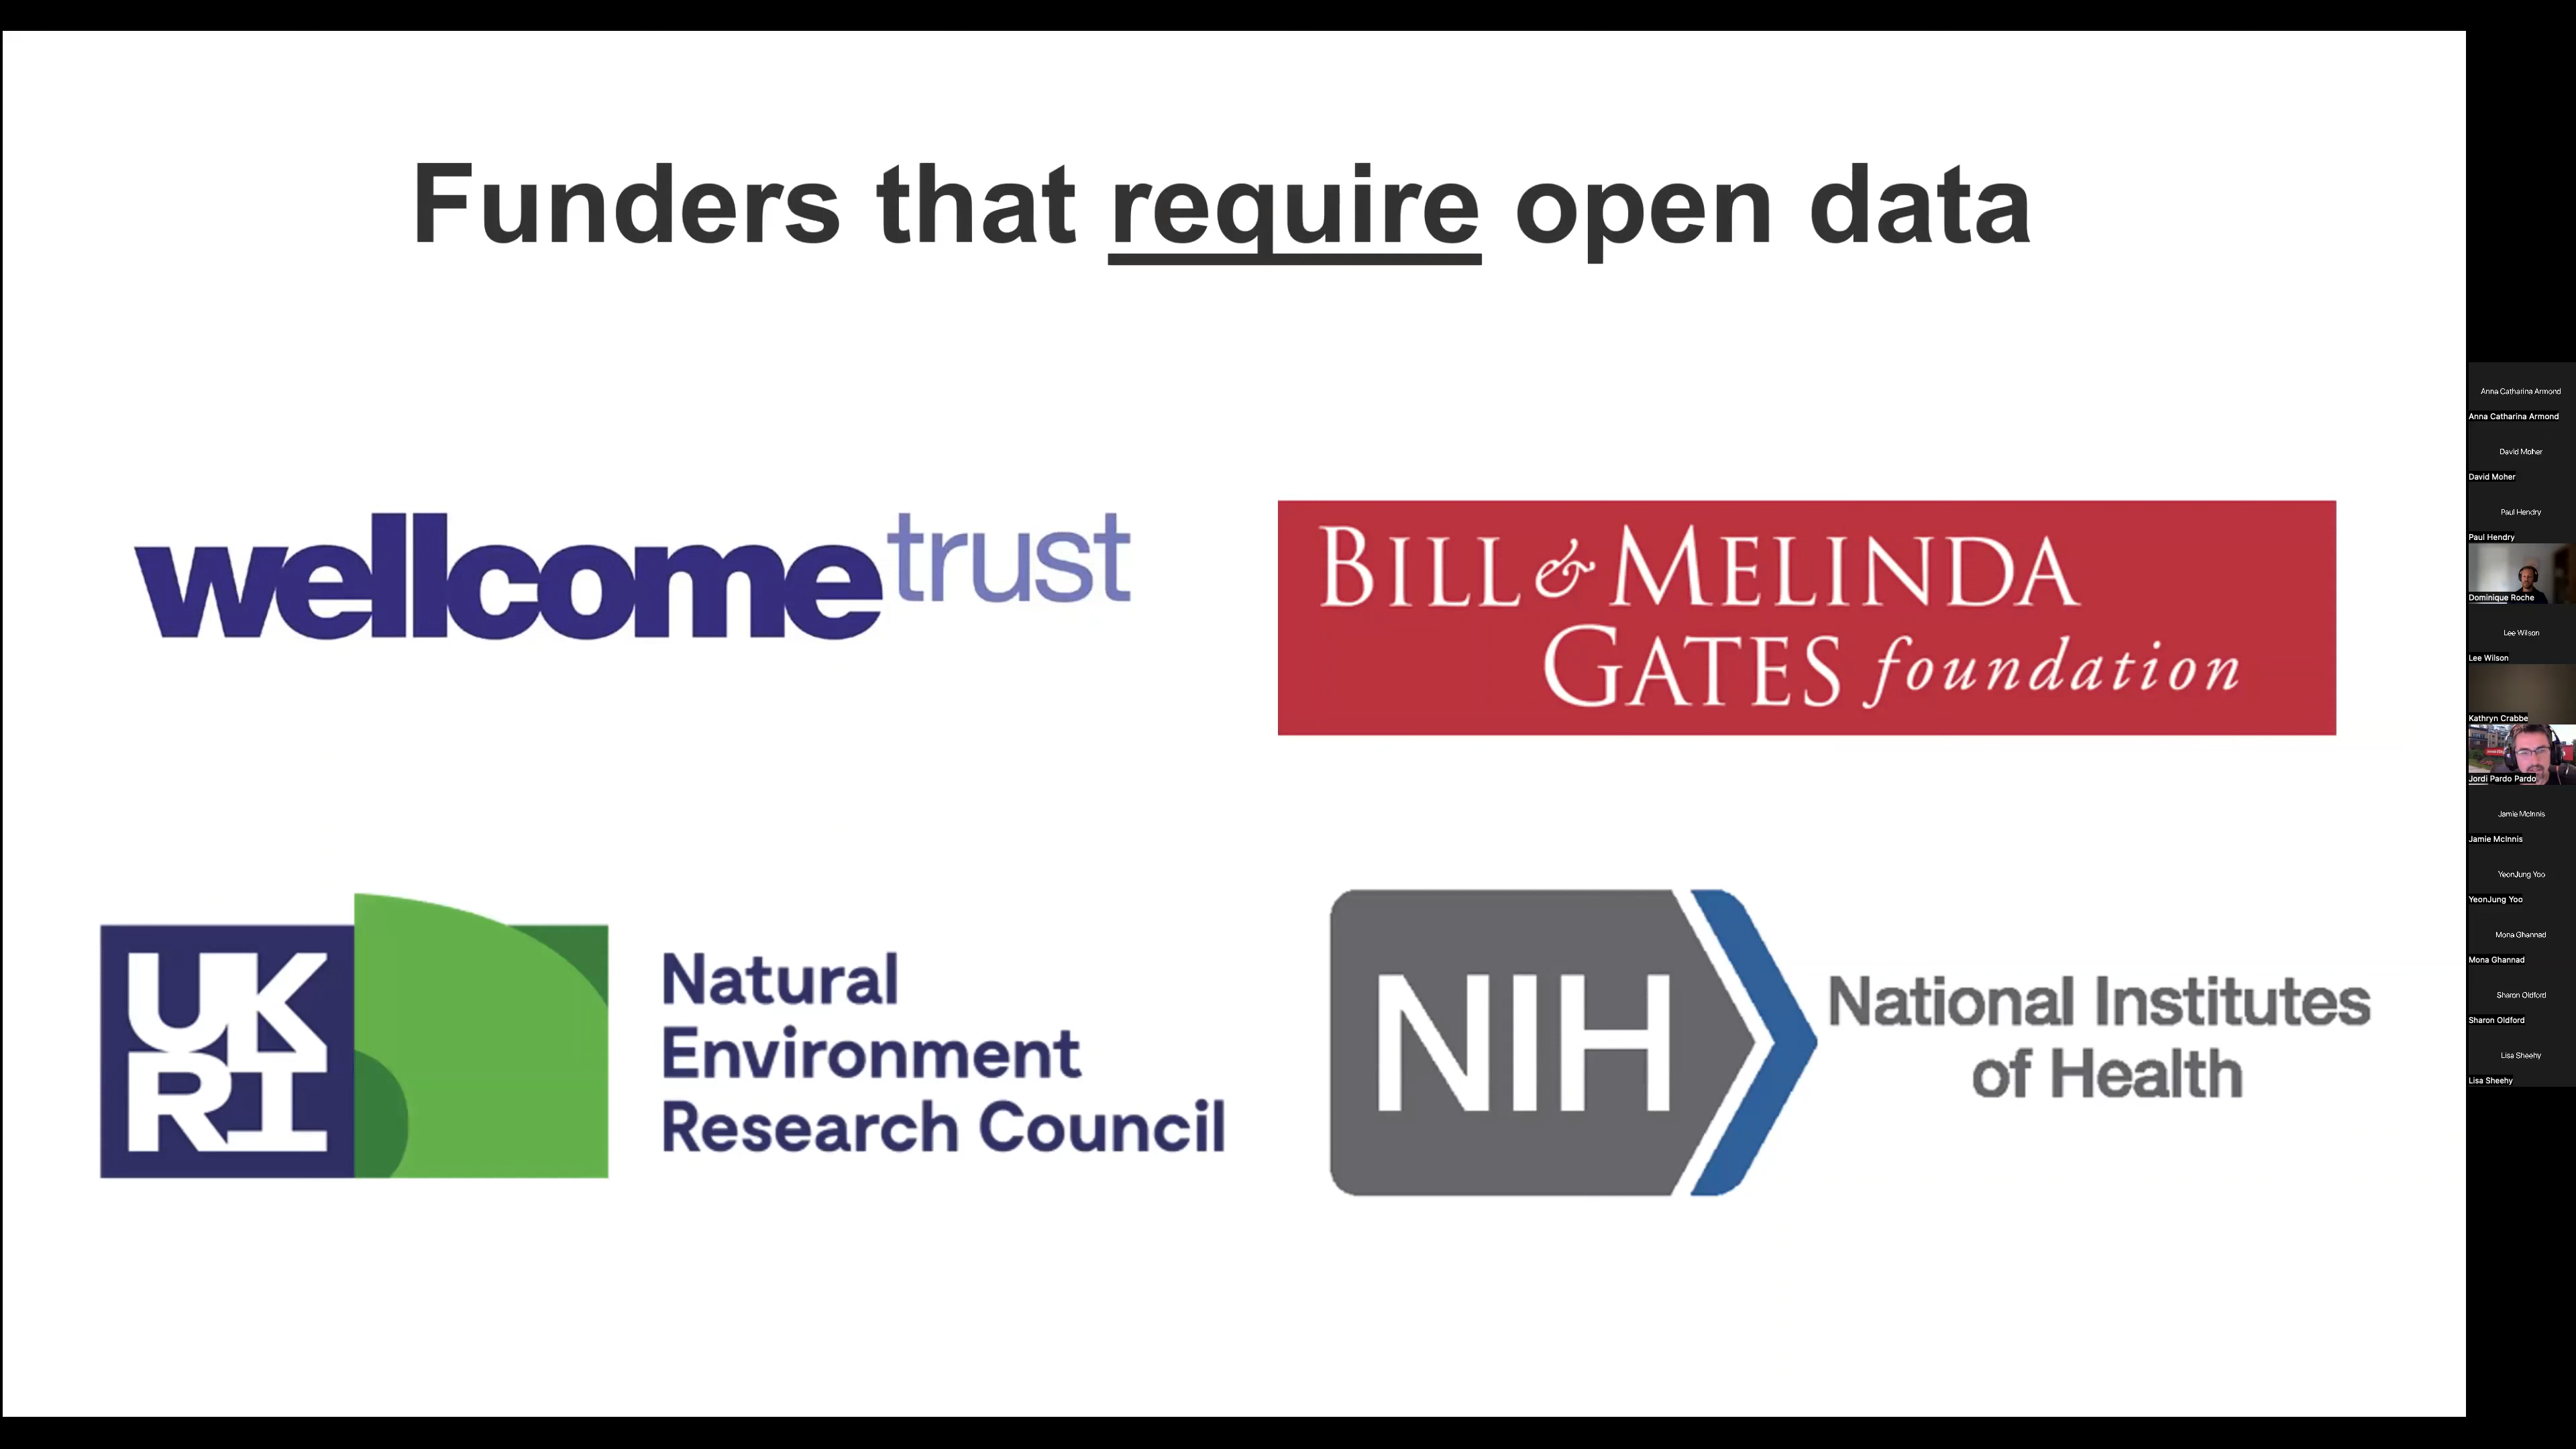 Funders that require open data
wellcome trust
BILL & MELINDA
GATES foundation
UK
RI
Natural
Environment
Research Council
NIH
National Institutes
of Health
Anna Catharina Armond
Anna Catharina Armond
David Moher
David Moher
Paul Hendry
Paul Hendry
Dominique Roche
Lee Wilson
Lee Wilson
Kathryn Crabbe
Jordi Pardo Pardo
Jamie McInnis
Jamie McInnis
YeonJung Yoo
YeonJung Yoo
Mona Ghannad
Mona Ghannad
Sharon Oldford
Sharon Oldford
Lisa Sheehy
Lisa Sheehy